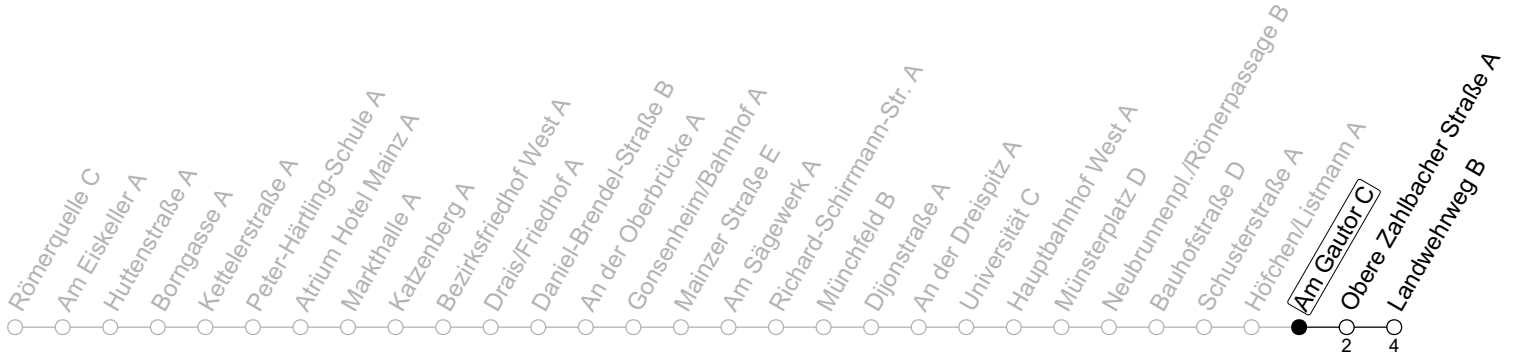 Römerquelle C
Am Eiskeller A
Huttenstraße A
Borngasse A
Kettelerstraße A
Peter-Härtling-Schule A
Atrium Hotel Mainz A
Markthalle A
Katzenberg A
Bezirksfriedhof West A
Drais/Friedhof A
Daniel-Brendel-Straße B
An der Oberbrücke A
Gonsenheim/Bahnhof A
Mainzer Straße E
Am Sägewerk A
Richard-Schirrmann-Str. A
Münchfeld B
Dijonstraße A
An der Dreispitz A
Universität C
Hauptbahnhof West A
Münsterplatz D
Neubrunnenpl./Römerpassage B
Bauhofstraße D
Schusterstraße A
Höfchen/Listmann A
Am Gautor C
Obere Zahlbacher Straße A
Landwehrweg B
2
4